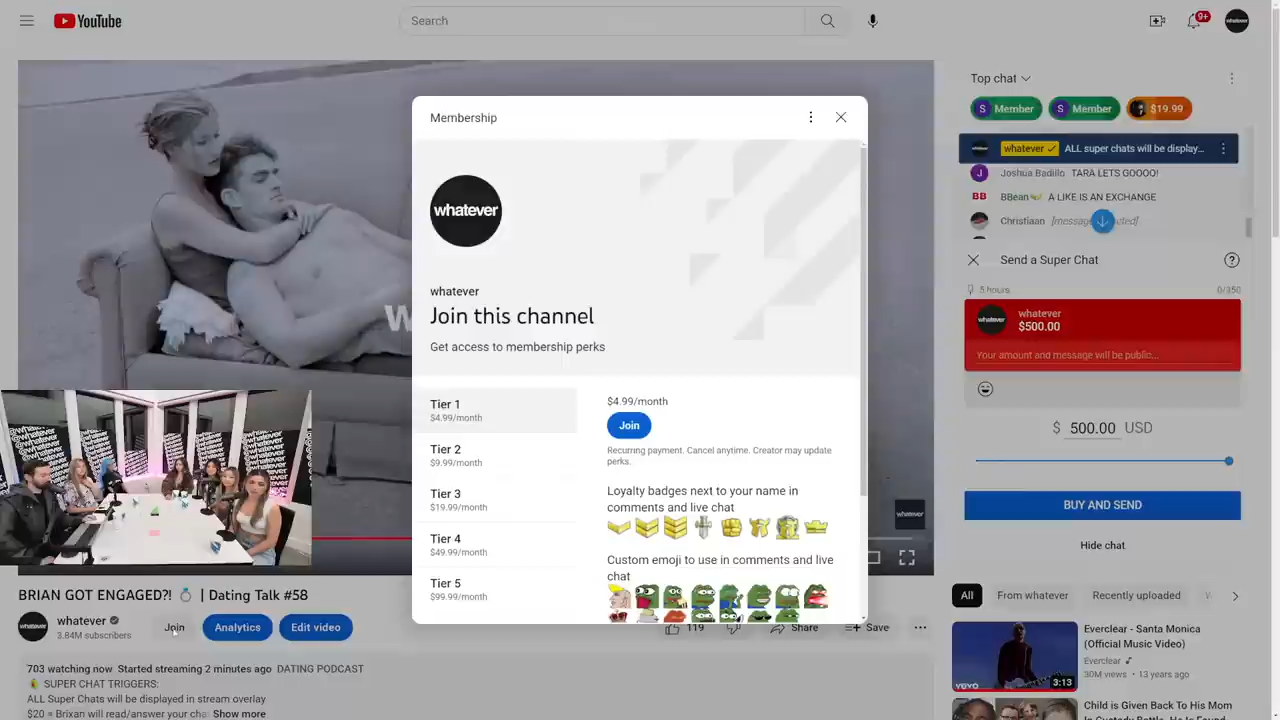 YouTube
Search
9+
whatever
Membership
whatever
whatever
Join this channel
Get access to membership perks
Tier 1
$4.99/month
Tier 2
$9.99/month
Tier 3
$19.99/month
Tier 4
$49.99/month
Tier 5
$99.99/month
$4.99/month
Join
Recurring payment. Cancel anytime. Creator may update
perks.
Loyalty badges next to your name in
comments and live chat
Custom emoji to use in comments and live
chat
Top chat
S Member
S Member
$19.99
whatever ALL super chats will be display...
J Joshua Badillo TARA LETS GOOOO!
BB BBean A LIKE IS AN EXCHANGE
Christiaan
Send a Super Chat
5 hours 0/350
whatever
whatever
$500.00
Your amount and message will be public...
$ 500.00 USD
BUY AND SEND
Hide chat
whatever
BRIAN GOT ENGAGED?! 💍 | Dating Talk #58
whatever
whatever
3.84M subscribers
Join
Analytics
Edit video
119
Share
Save
703 watching now Started streaming 2 minutes ago DATING PODCAST
💰 SUPER CHAT TRIGGERS:
ALL Super Chats will be displayed in stream overlay
$20 = Brixan will read/answer your cha Show more
All
From whatever
Recently uploaded
Everclear - Santa Monica
(Official Music Video)
Everclear
30M views • 13 years ago
vevo
3:13
Child is Given Back To His Mom